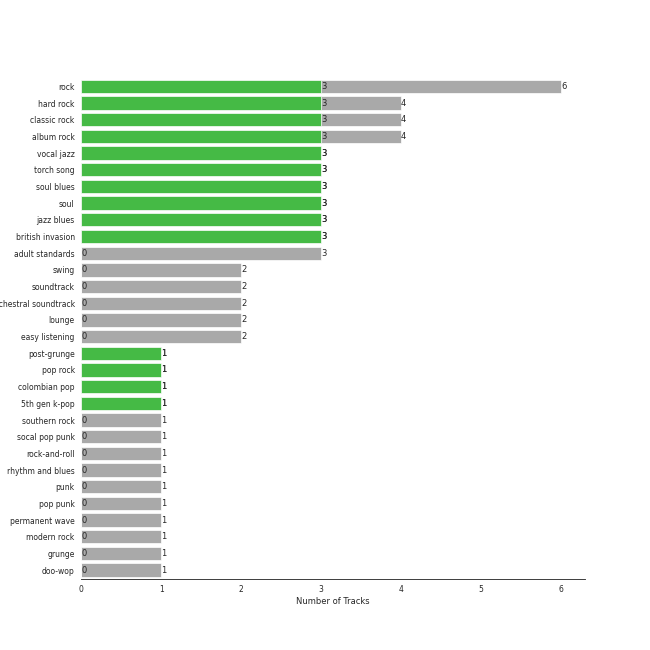 rock 3 6
hard rock 3 4
classic rock 3 4
album rock 3 4
vocal jazz 3
torch song 3
soul blues 3
soul 3
jazz blues 3
british invasion 3
adult standards 0 3
swing 0 2
soundtrack 0 2
chestral soundtrack 0 2
lounge 0 2
easy listening 0 2
post-grunge 1
pop rock 1
colombian pop 1
5th gen k-pop 1
southern rock 0 1
socal pop punk 0 1
rock-and-roll 0 1
rhythm and blues 0 1
punk 0 1
pop punk 0 1
permanent wave 0 1
modern rock 0 1
grunge 0 1
doo-wop 0 1
0 1 2 3 4 5 6
Number of Tracks